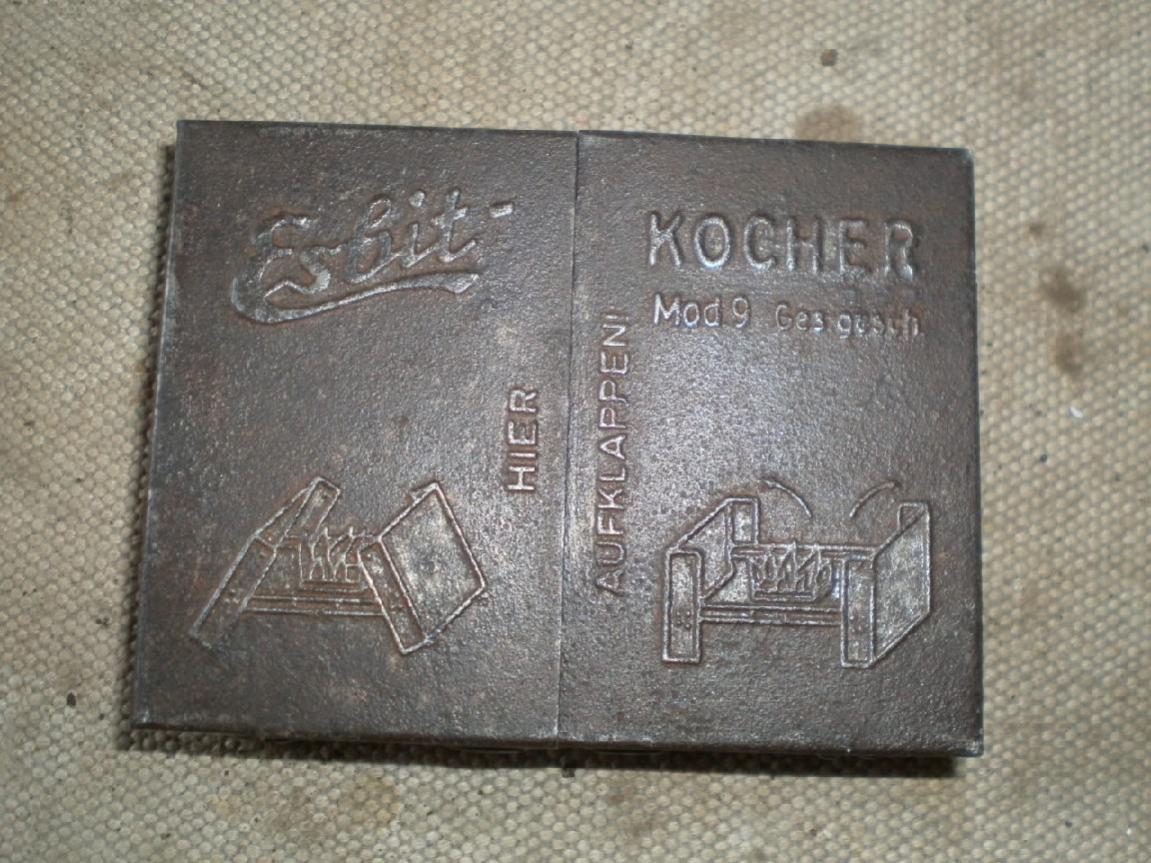 Esbit-
KOCHER
Mod 9 Ges. gesch.
HIER
AUFKLAPPEN!